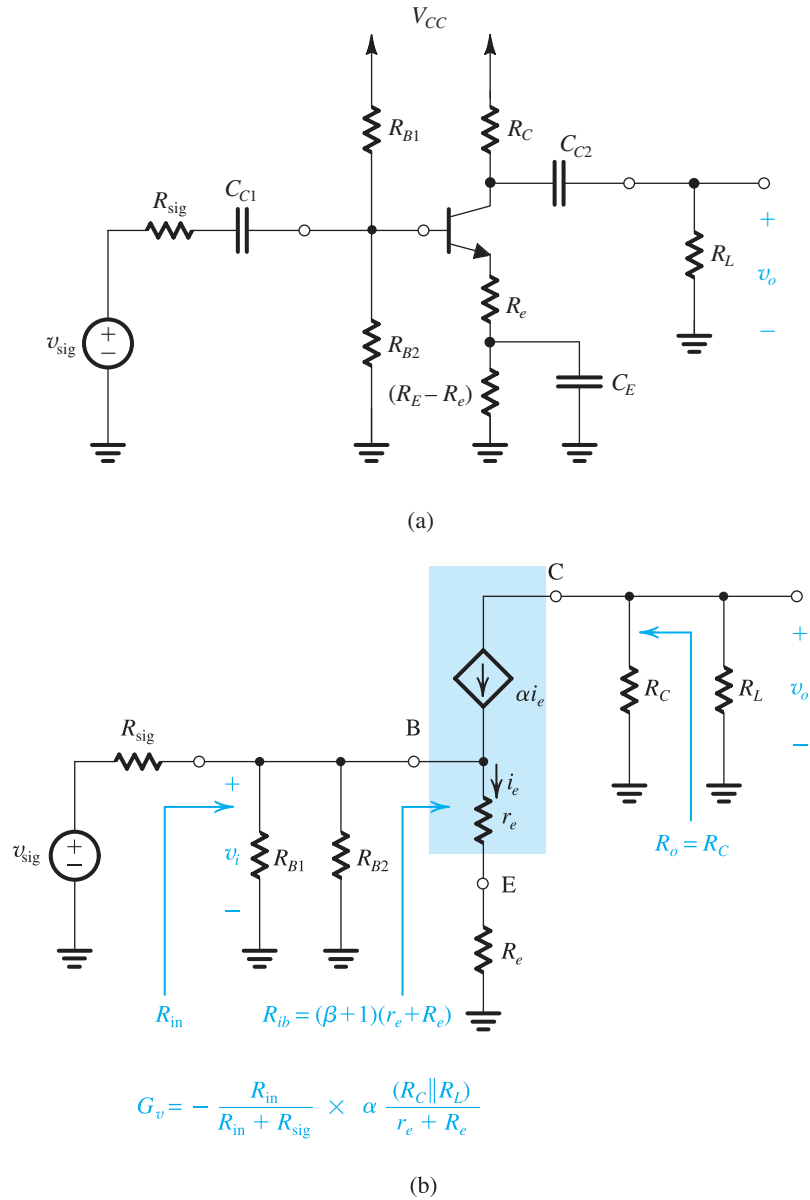 V_CC
R_B1
R_C
C_C2
C_C1
R_sig
+
R_L
v_o
−
R_e
v_sig
+
−
R_B2
(R_E – R_e)
C_E
(a)
C
+
αi_e
R_C
R_L
v_o
−
R_sig
B
i_e
+
r_e
v_sig
+
−
v_i
R_B1
R_B2
R_o = R_C
−
E
R_e
R_in
R_ib = (β+1)(r_e + R_e)
G_v = − R_in / (R_in + R_sig) × α (R_C || R_L) / (r_e + R_e)
(b)